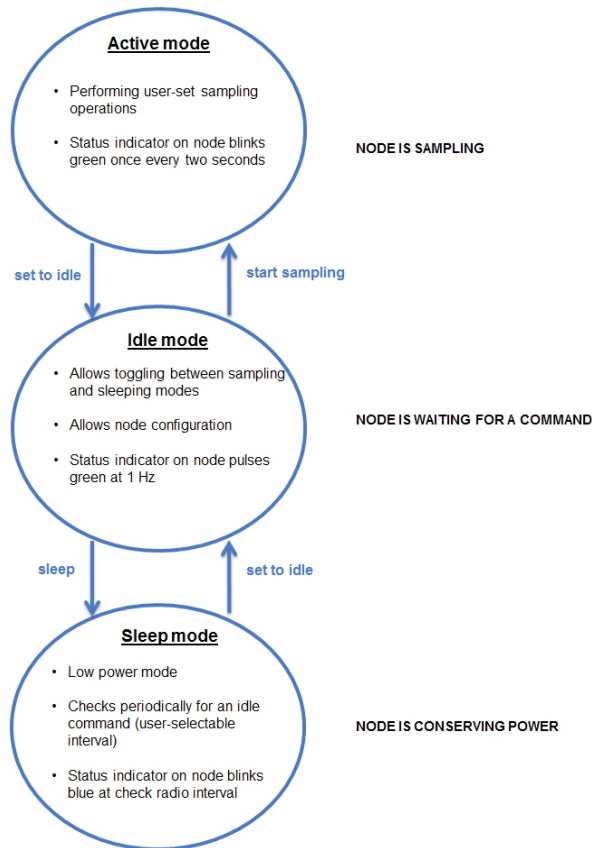 Active mode
• Performing user-set sampling
operations
• Status indicator on node blinks
green once every two seconds
NODE IS SAMPLING
set to idle
start sampling
Idle mode
• Allows toggling between sampling
and sleeping modes
• Allows node configuration
• Status indicator on node pulses
green at 1 Hz
NODE IS WAITING FOR A COMMAND
sleep
set to idle
Sleep mode
• Low power mode
• Checks periodically for an idle
command (user-selectable
interval)
• Status indicator on node blinks
blue at check radio interval
NODE IS CONSERVING POWER